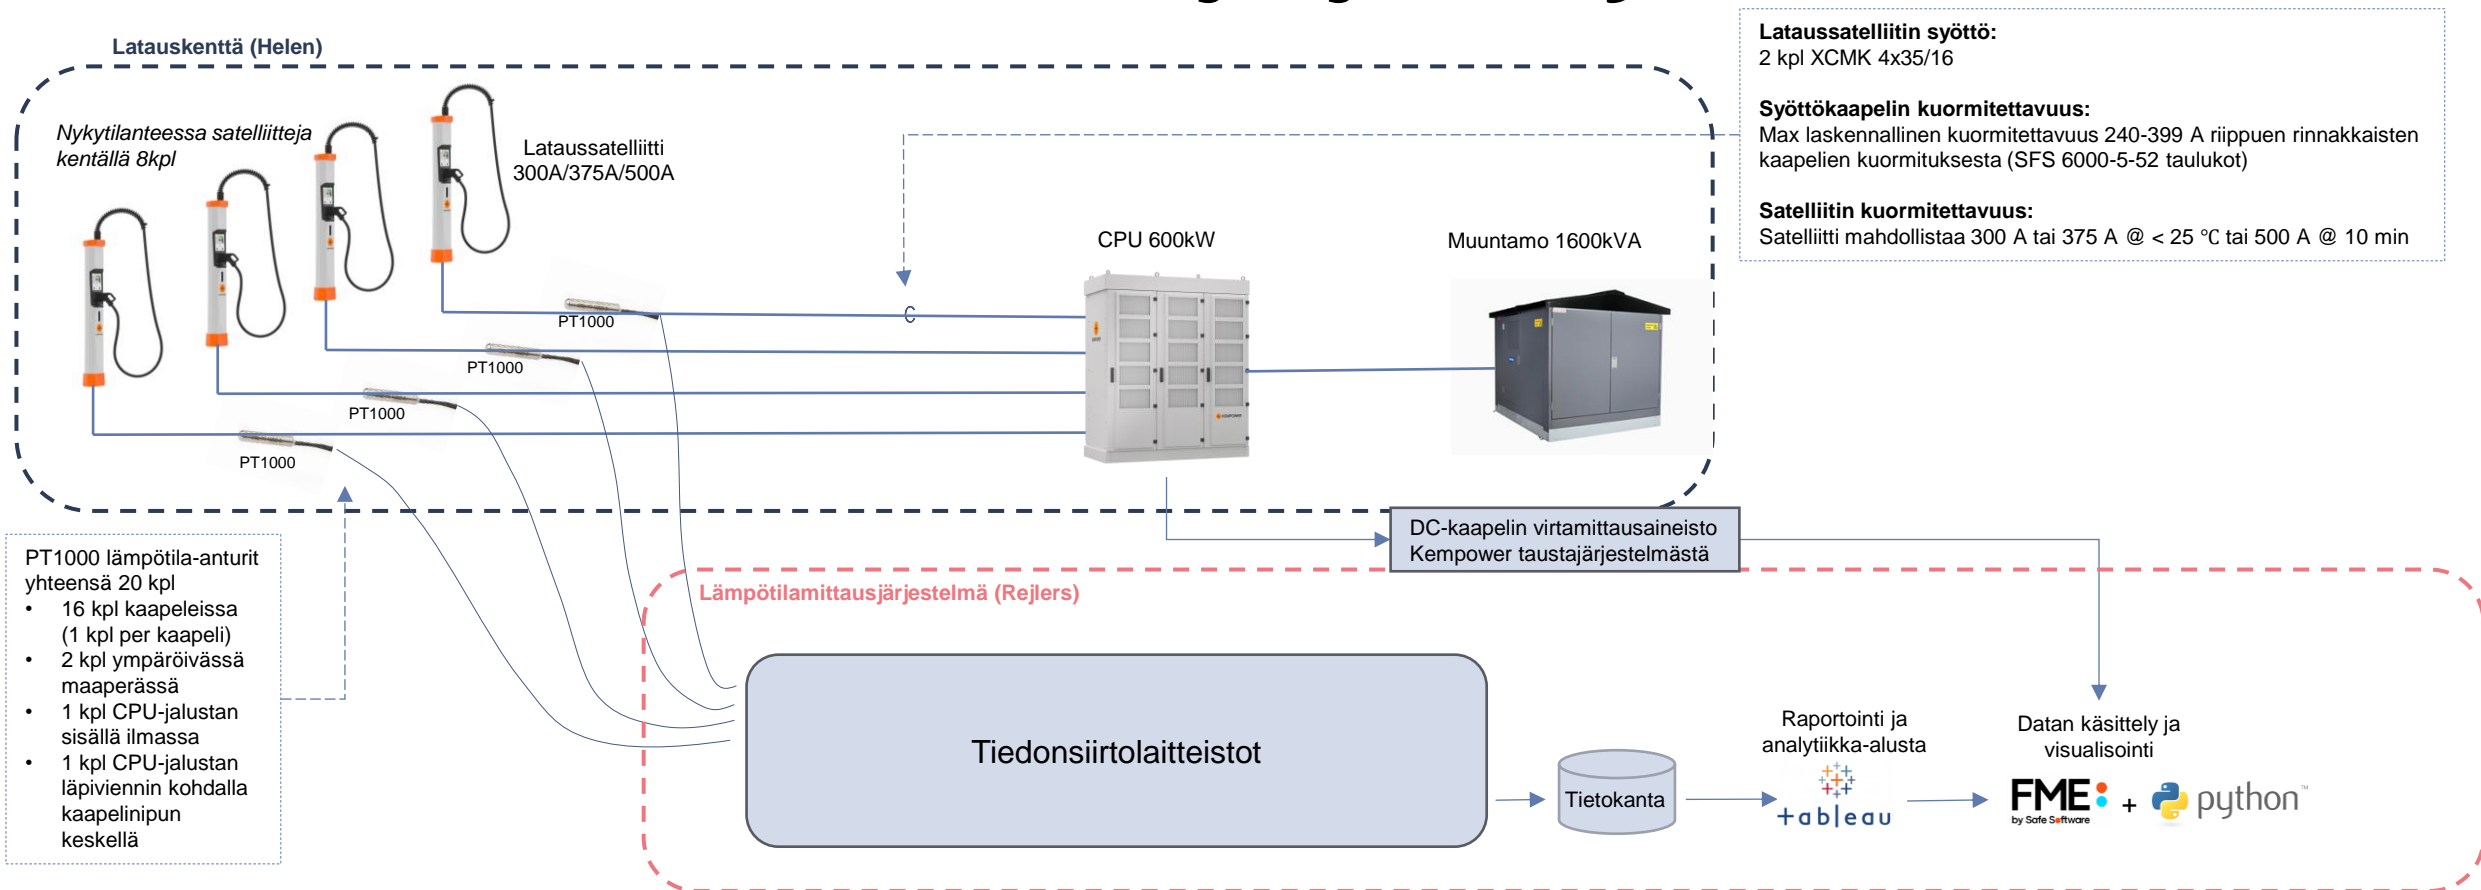 Latauskenttä (Helen)
Nykytilanteessa satelliitteja
kentällä 8kpl
Lataussatelliitti
300A/375A/500A
PT1000
PT1000
PT1000
PT1000
CPU 600kW
Muuntamo 1600kVA
Lataussatelliitin syöttö:
2 kpl XCMK 4x35/16
Syöttökaapelin kuormitettavuus:
Max laskennallinen kuormitettavuus 240-399 A riippuen rinnakkaisten
kaapelien kuormituksesta (SFS 6000-5-52 taulukot)
Satelliitin kuormitettavuus:
Satelliitti mahdollistaa 300 A tai 375 A @ < 25 °C tai 500 A @ 10 min
DC-kaapelin virtamittausaineisto
Kempower taustajärjestelmästä
PT1000 lämpötila-anturit
yhteensä 20 kpl
• 16 kpl kaapeleissa
(1 kpl per kaapeli)
• 2 kpl ympäröivässä
maaperässä
• 1 kpl CPU-jalustan
sisällä ilmassa
• 1 kpl CPU-jalustan
läpiviennin kohdalla
kaapelinipun
keskellä
Lämpötilamittausjärjestelmä (Rejlers)
Tiedonsiirtolaitteistot
Tietokanta
Raportointi ja
analytiikka-alusta
+ableau
Datan käsittely ja
visualisointi
FME:
by Safe Software
+
python™